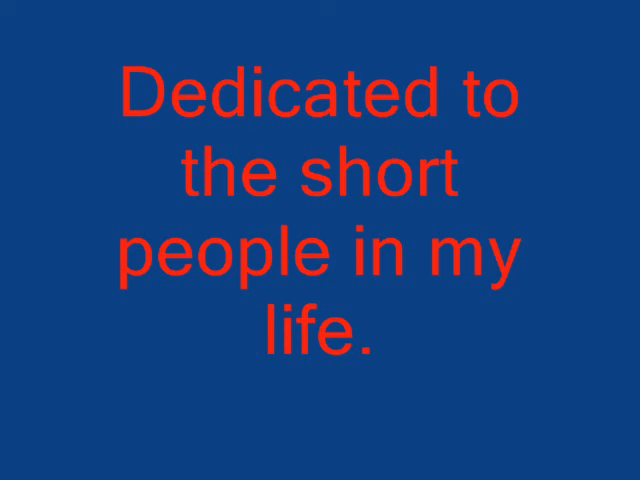 Dedicated to
the short
people in my
life.